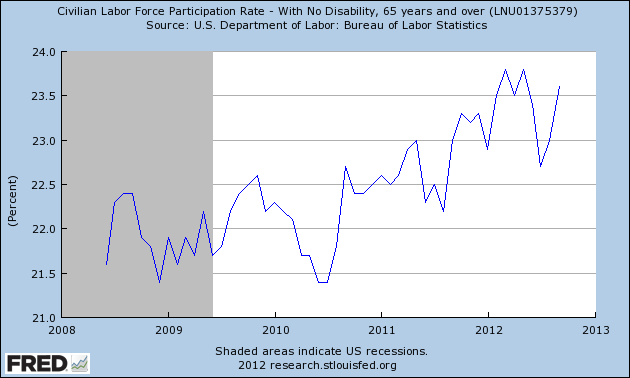 Civilian Labor Force Participation Rate - With No Disability, 65 years and over (LNU01375379)
Source: U.S. Department of Labor: Bureau of Labor Statistics
24.0
23.5
23.0
22.5
22.0
21.5
21.0
(Percent)
2008 2009 2010 2011 2012 2013
Shaded areas indicate US recessions.
2012 research.stlouisfed.org
FRED